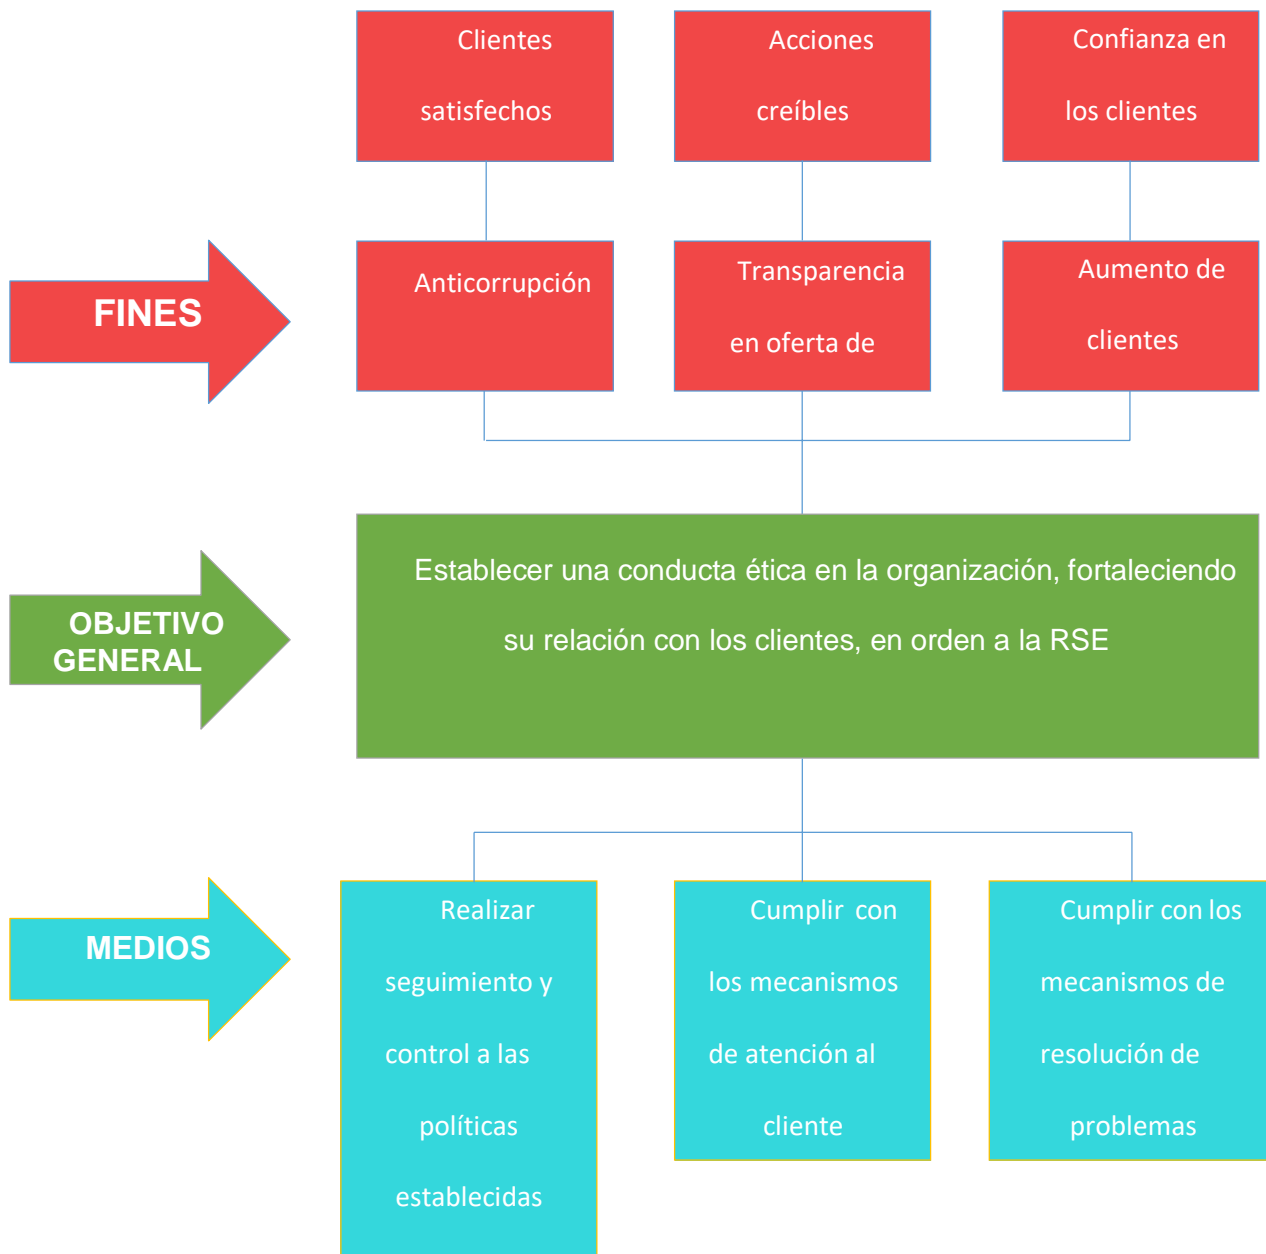 Clientes
satisfechos
Acciones
creíbles
Confianza en
los clientes
FINES
Anticorrupción
Transparencia
en oferta de
Aumento de
clientes
OBJETIVO
GENERAL
Establecer una conducta ética en la organización, fortaleciendo
su relación con los clientes, en orden a la RSE
MEDIOS
Realizar
seguimiento y
control a las
políticas
establecidas
Cumplir con
los mecanismos
de atención al
cliente
Cumplir con los
mecanismos de
resolución de
problemas